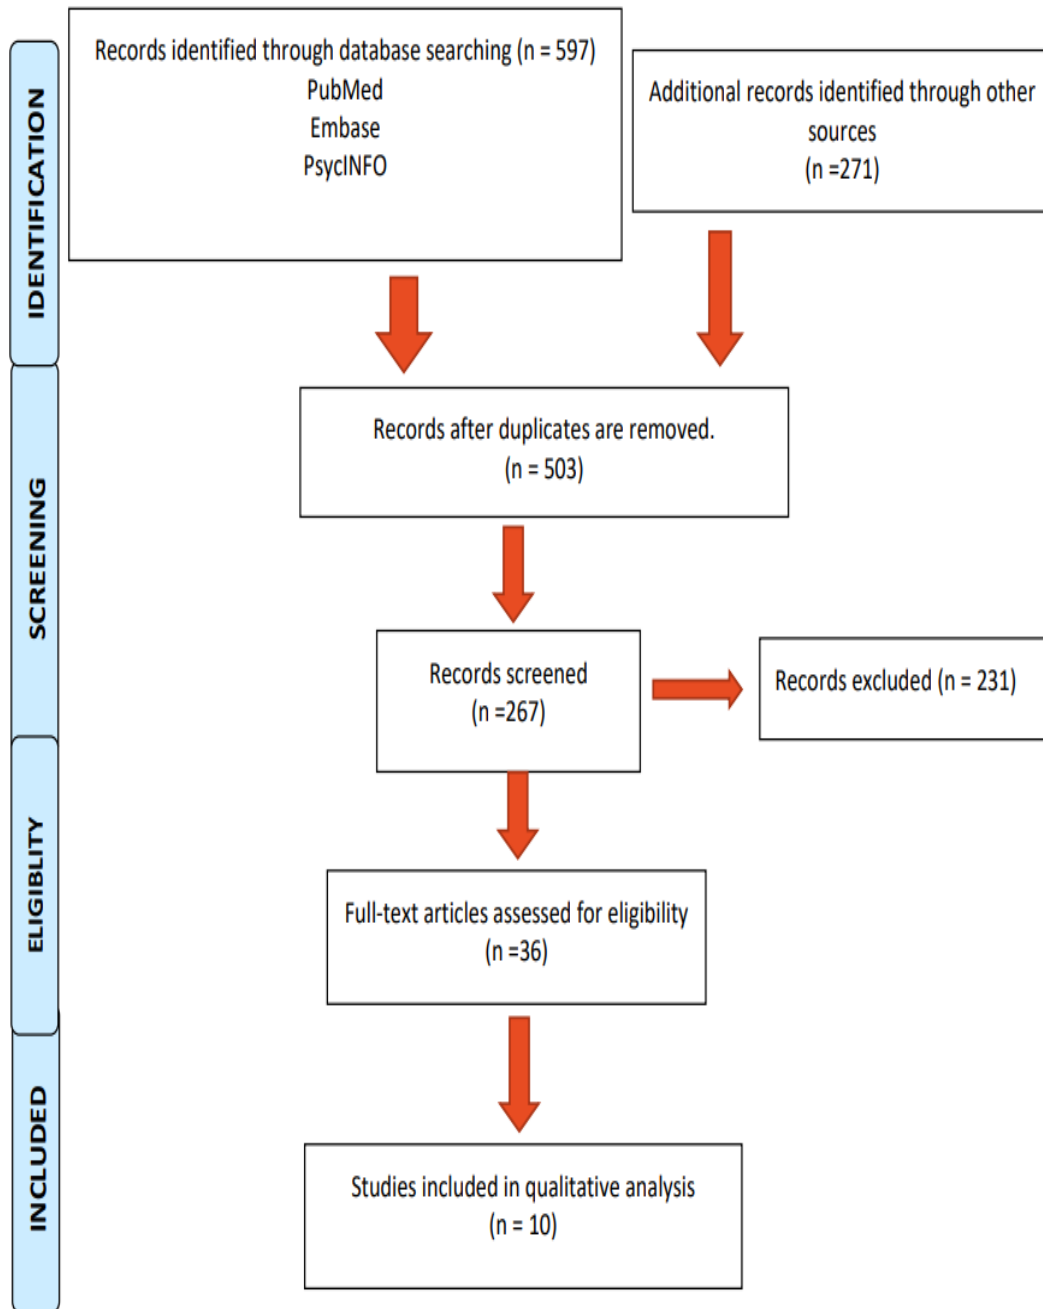 IDENTIFICATION
Records identified through database searching (n = 597)
PubMed
Embase
PsycINFO
Additional records identified through other
sources
(n =271)
SCREENING
Records after duplicates are removed.
(n = 503)
Records screened
(n =267)
Records excluded (n = 231)
ELIGIBLITY
Full-text articles assessed for eligibility
(n =36)
INCLUDED
Studies included in qualitative analysis
(n = 10)